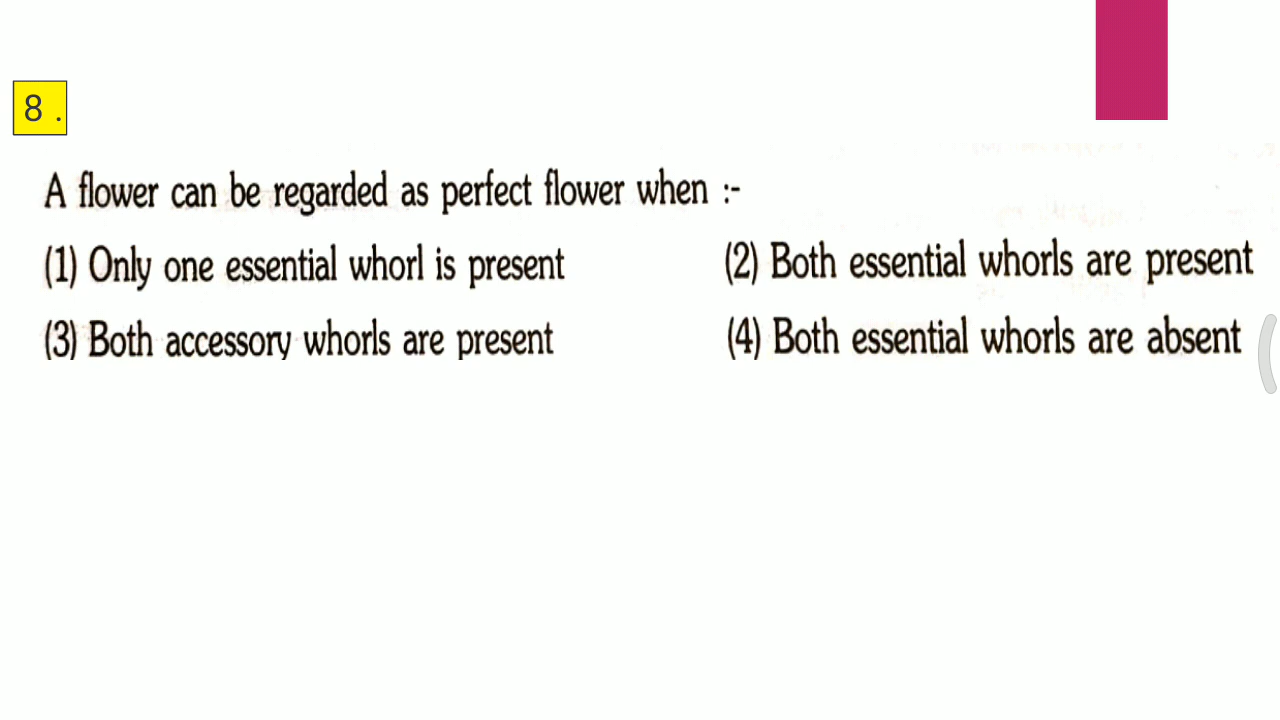 8 .
A flower can be regarded as perfect flower when :-
(1) Only one essential whorl is present (2) Both essential whorls are present
(3) Both accessory whorls are present (4) Both essential whorls are absent